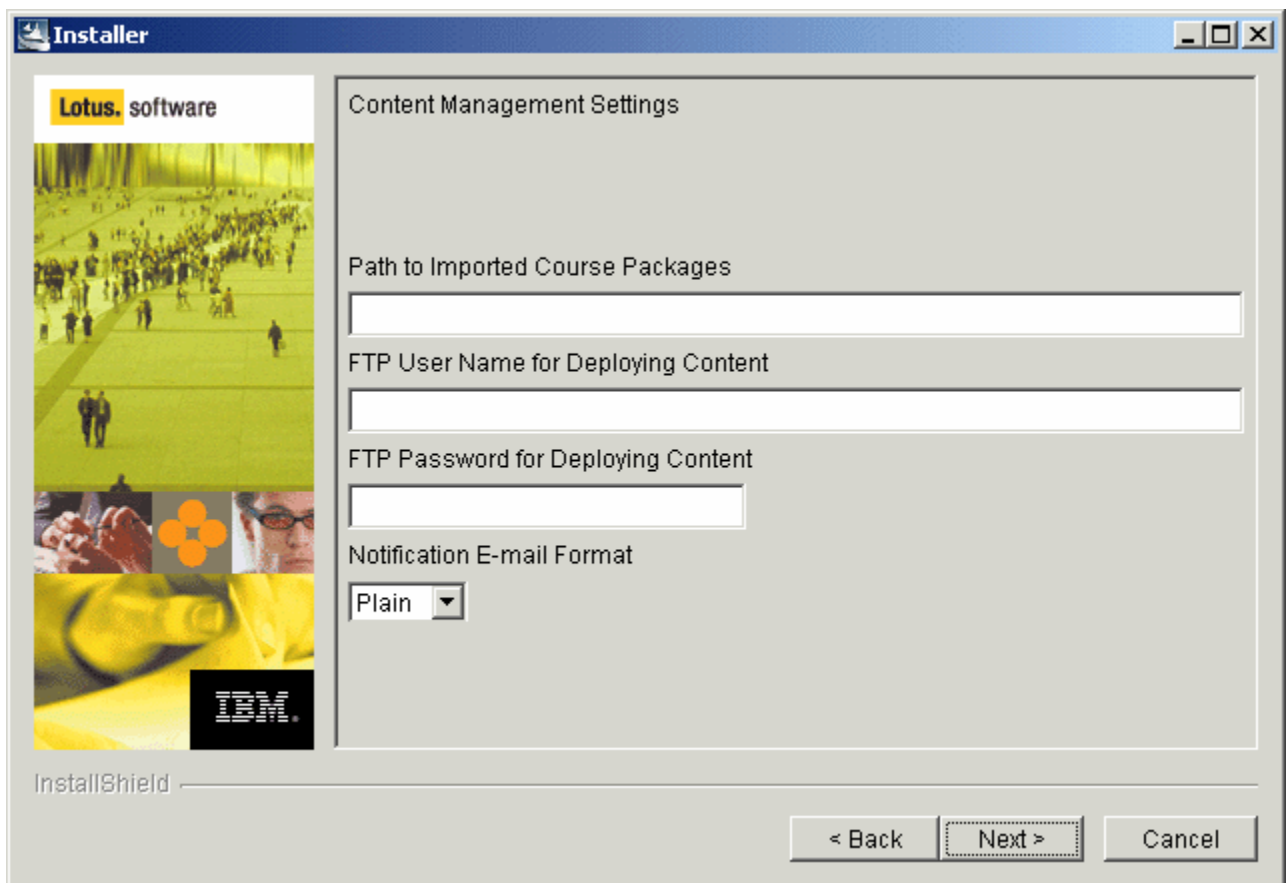 Installer
Lotus. software
Content Management Settings
Path to Imported Course Packages
FTP User Name for Deploying Content
FTP Password for Deploying Content
Notification E-mail Format
Plain
IBM.
InstallShield
< Back
Next >
Cancel